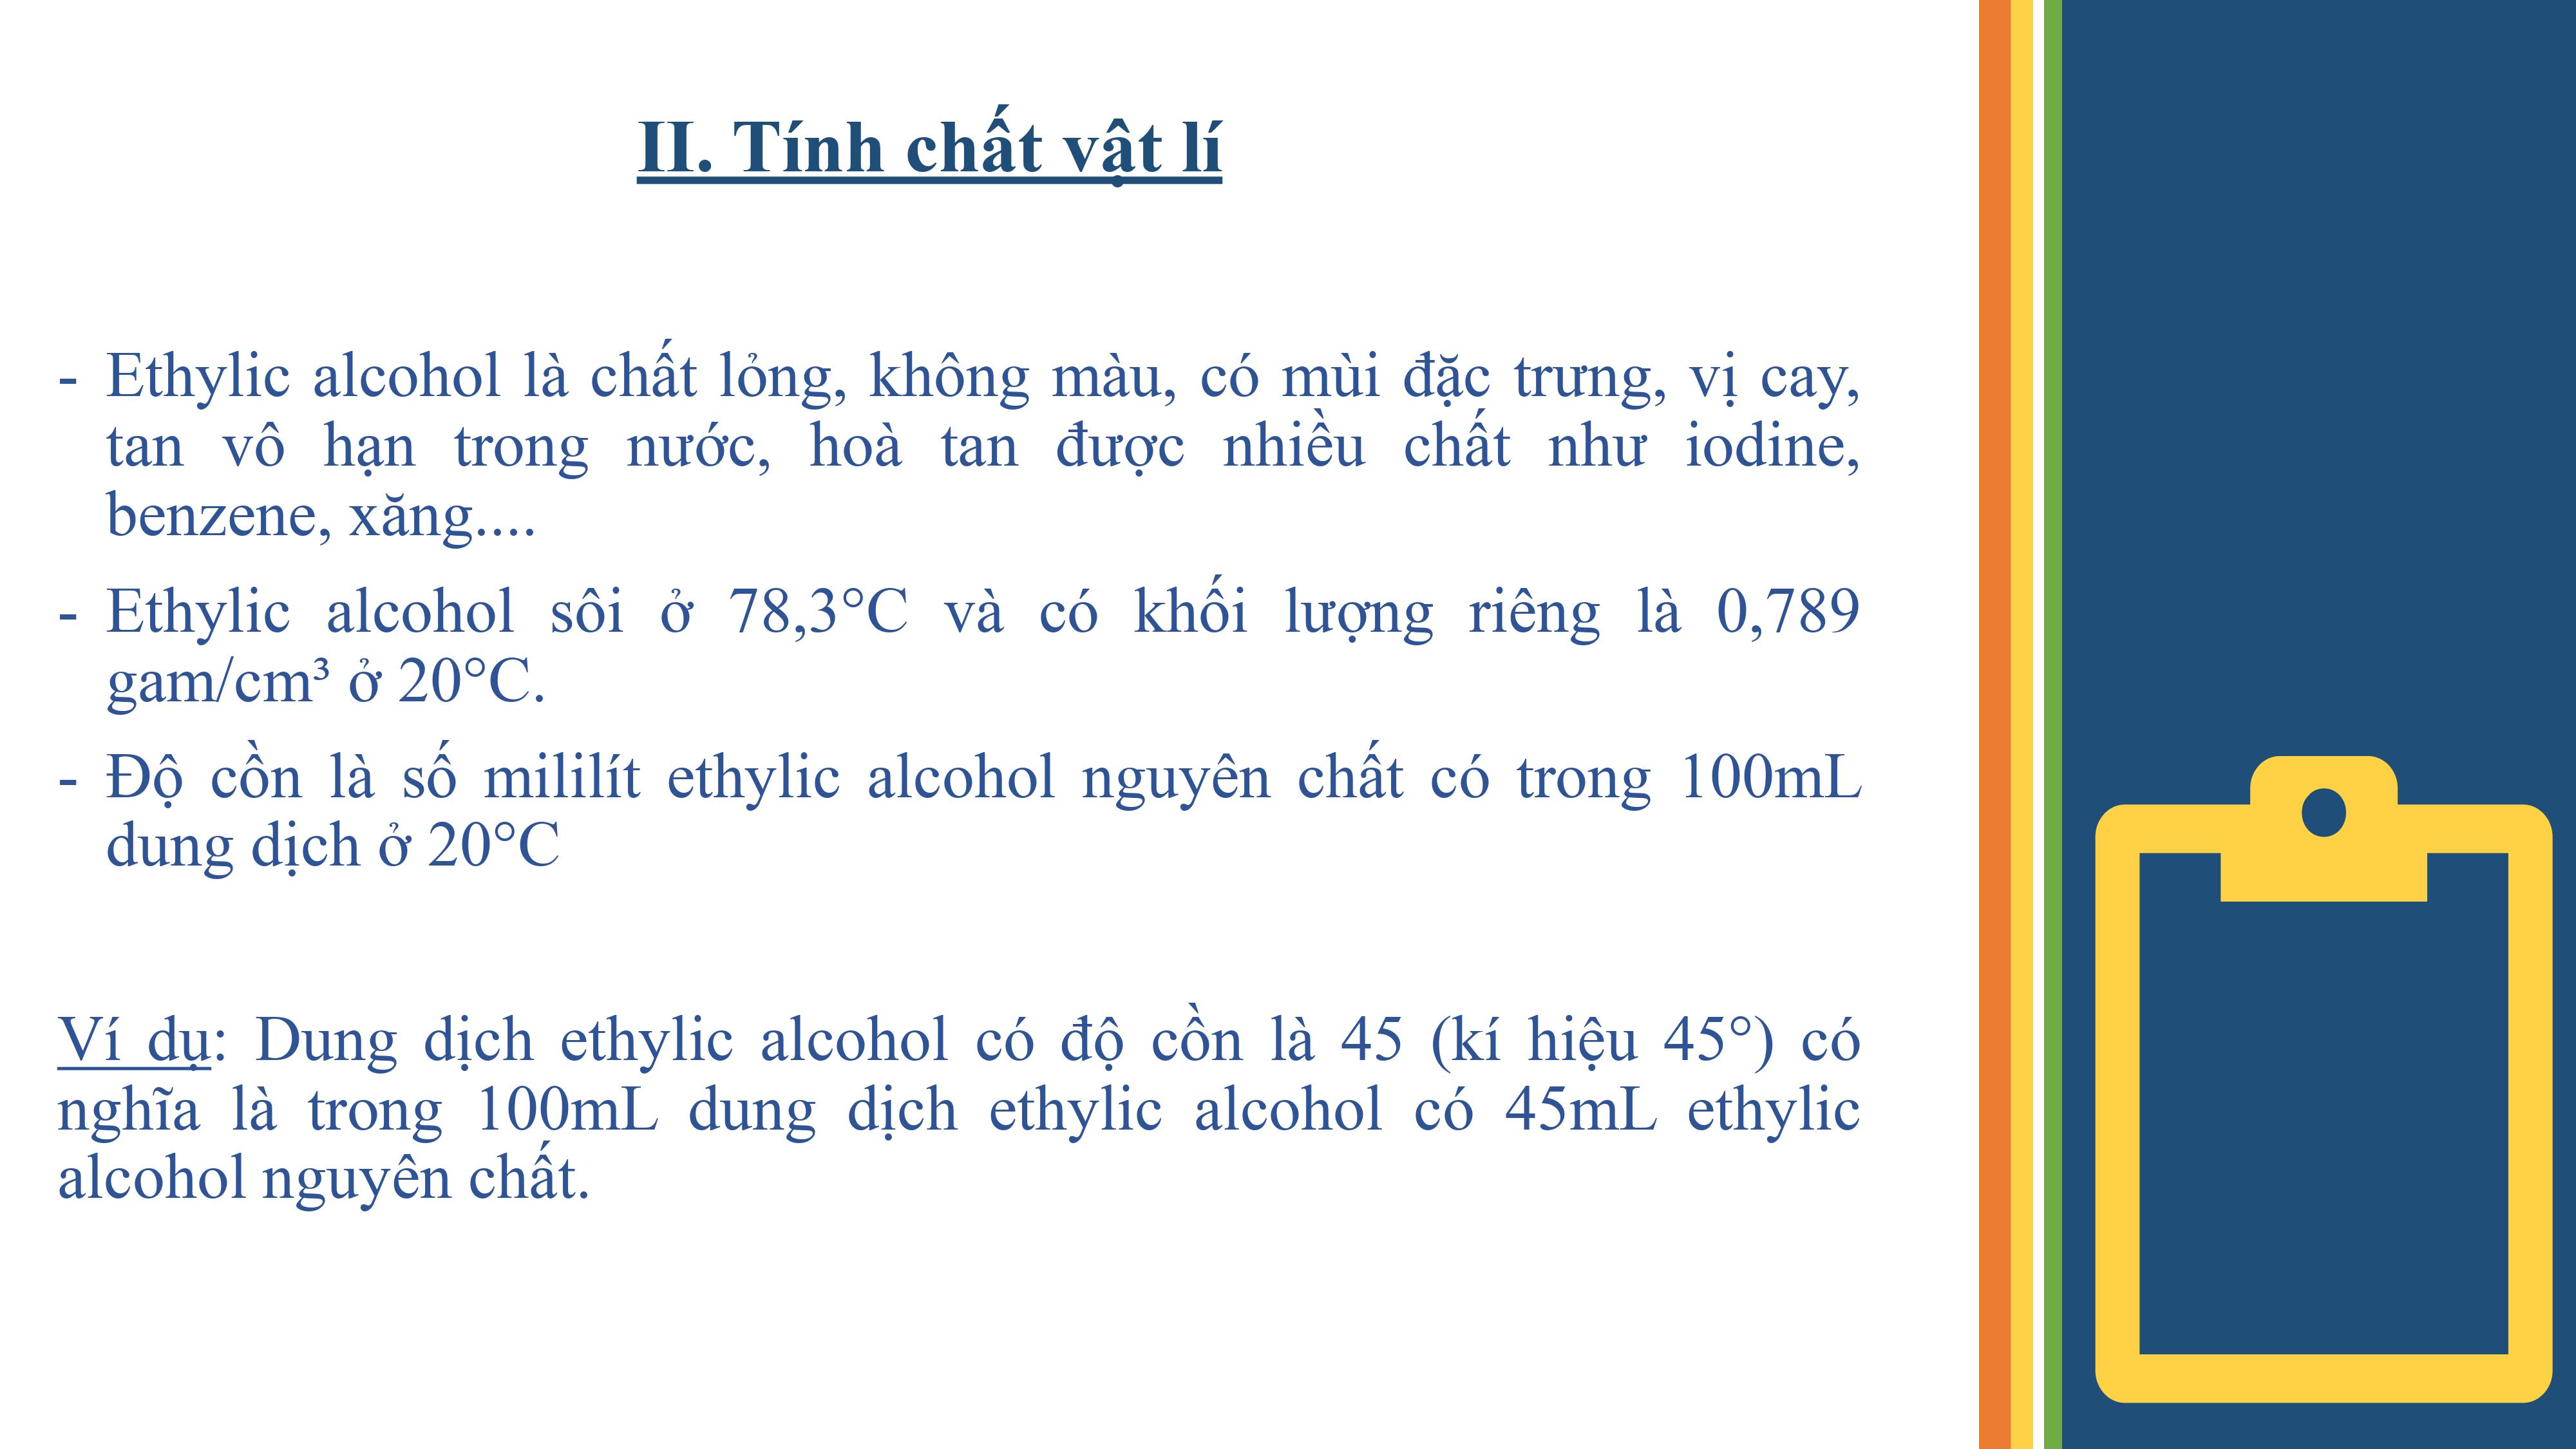 II. Tính chất vật lí
- Ethylic alcohol là chất lỏng, không màu, có mùi đặc trưng, vị cay,
tan vô hạn trong nước, hoà tan được nhiều chất như iodine,
benzene, xăng....
- Ethylic alcohol sôi ở 78,3°C và có khối lượng riêng là 0,789
gam/cm³ ở 20°C.
- Độ cồn là số mililít ethylic alcohol nguyên chất có trong 100mL
dung dịch ở 20°C
Ví dụ: Dung dịch ethylic alcohol có độ cồn là 45 (kí hiệu 45°) có
nghĩa là trong 100mL dung dịch ethylic alcohol có 45mL ethylic
alcohol nguyên chất.